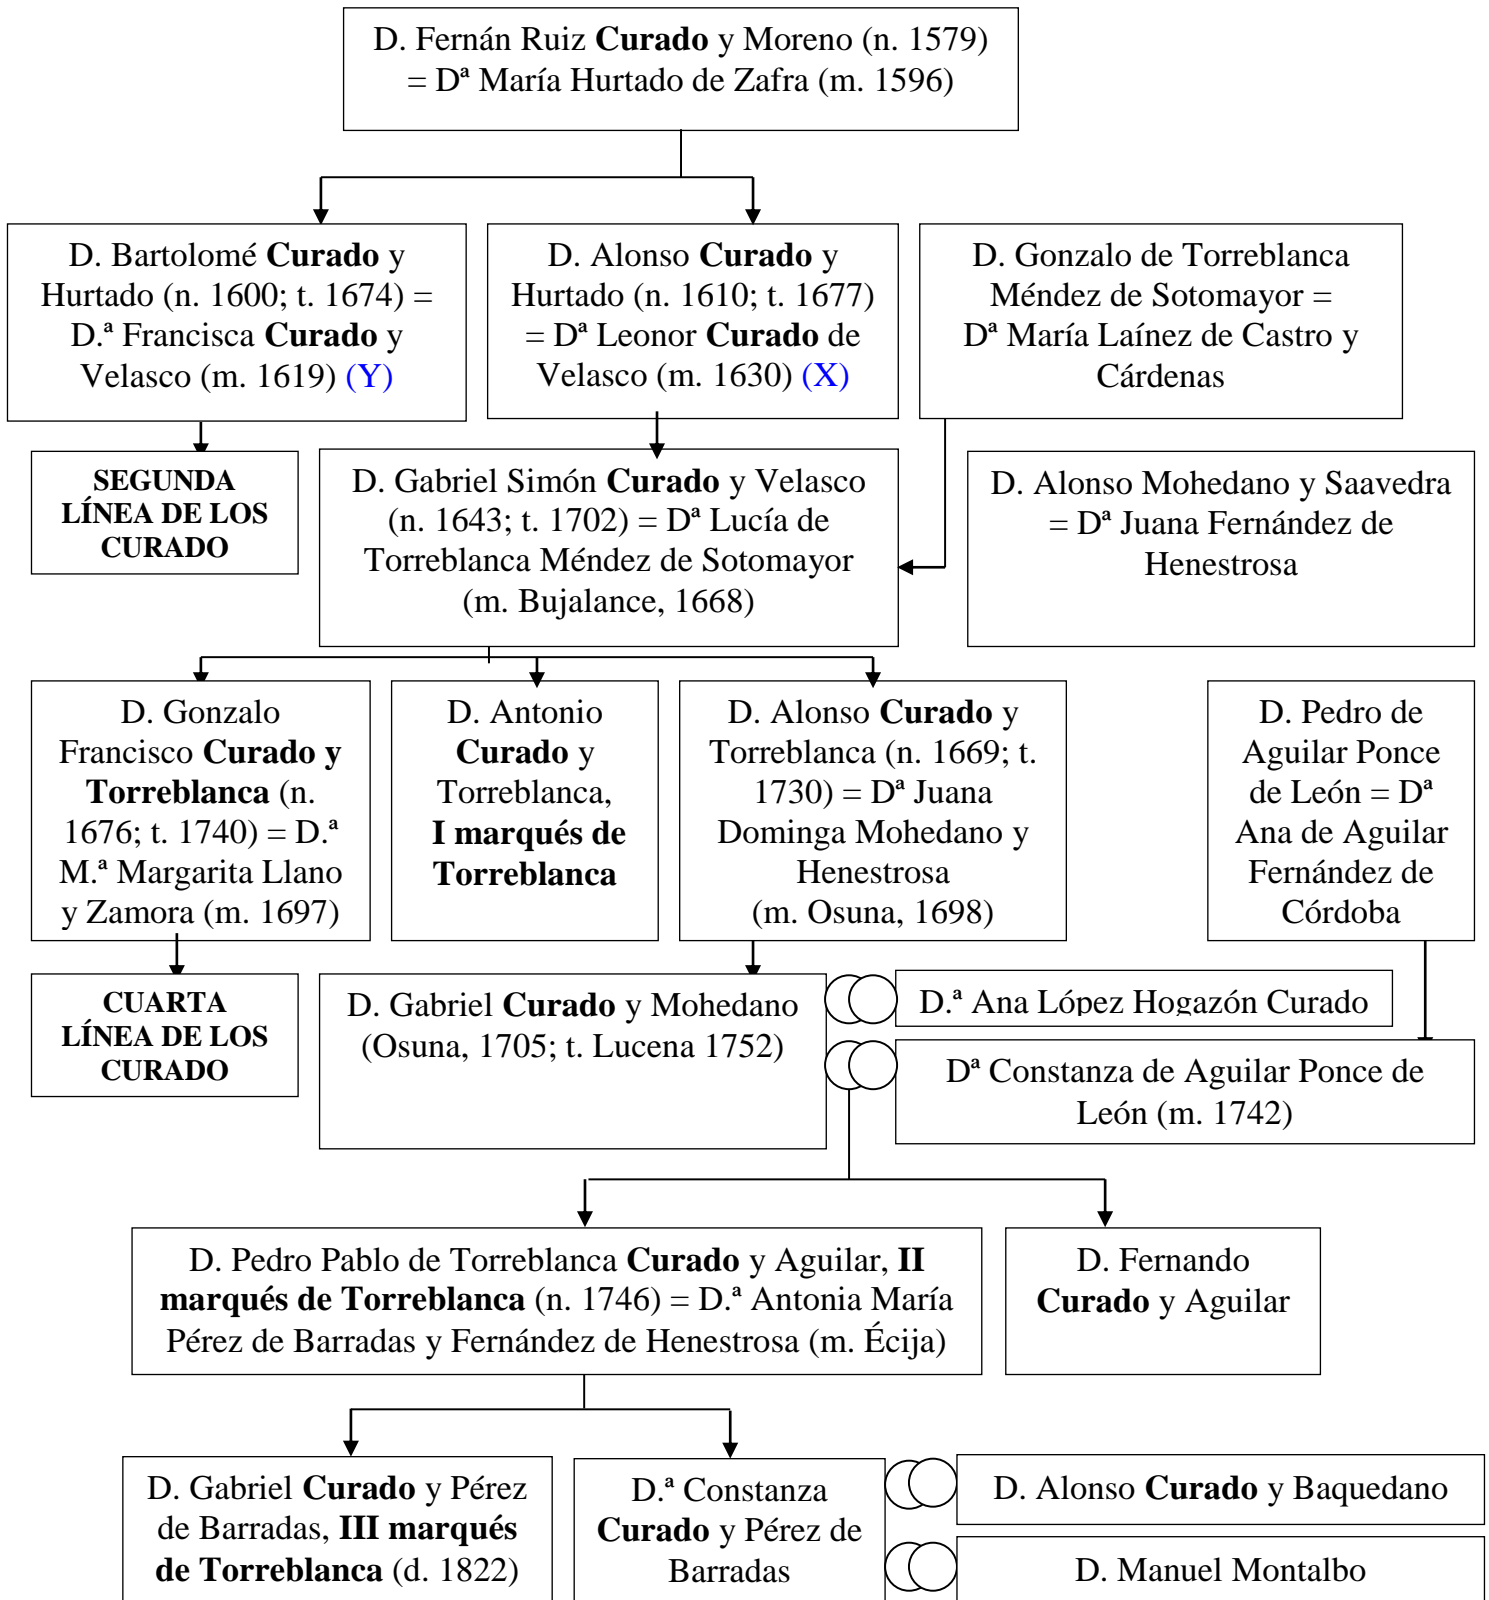 D. Fernán Ruiz Curado y Moreno (n. 1579)
= Dª María Hurtado de Zafra (m. 1596)
D. Bartolomé Curado y
Hurtado (n. 1600; t. 1674) =
D.ª Francisca Curado y
Velasco (m. 1619) (Y)
D. Alonso Curado y
Hurtado (n. 1610; t. 1677)
= Dª Leonor Curado de
Velasco (m. 1630) (X)
D. Gonzalo de Torreblanca
Méndez de Sotomayor =
Dª María Laínez de Castro y
Cárdenas
SEGUNDA
LÍNEA DE LOS
CURADO
D. Gabriel Simón Curado y Velasco
(n. 1643; t. 1702) = Dª Lucía de
Torreblanca Méndez de Sotomayor
(m. Bujalance, 1668)
D. Alonso Mohedano y Saavedra
= Dª Juana Fernández de
Henestrosa
D. Gonzalo
Francisco Curado y
Torreblanca (n.
1676; t. 1740) = D.ª
M.ª Margarita Llano
y Zamora (m. 1697)
D. Antonio
Curado y
Torreblanca,
I marqués de
Torreblanca
D. Alonso Curado y
Torreblanca (n. 1669; t.
1730) = Dª Juana
Dominga Mohedano y
Henestrosa
(m. Osuna, 1698)
D. Pedro de
Aguilar Ponce
de León = Dª
Ana de Aguilar
Fernández de
Córdoba
CUARTA
LÍNEA DE LOS
CURADO
D. Gabriel Curado y Mohedano
(Osuna, 1705; t. Lucena 1752)
D.ª Ana López Hogazón Curado
Dª Constanza de Aguilar Ponce de
León (m. 1742)
D. Pedro Pablo de Torreblanca Curado y Aguilar, II
marqués de Torreblanca (n. 1746) = D.ª Antonia María
Pérez de Barradas y Fernández de Henestrosa (m. Écija)
D. Fernando
Curado y Aguilar
D. Gabriel Curado y Pérez
de Barradas, III marqués
de Torreblanca (d. 1822)
D.ª Constanza
Curado y Pérez de
Barradas
D. Alonso Curado y Baquedano
D. Manuel Montalbo